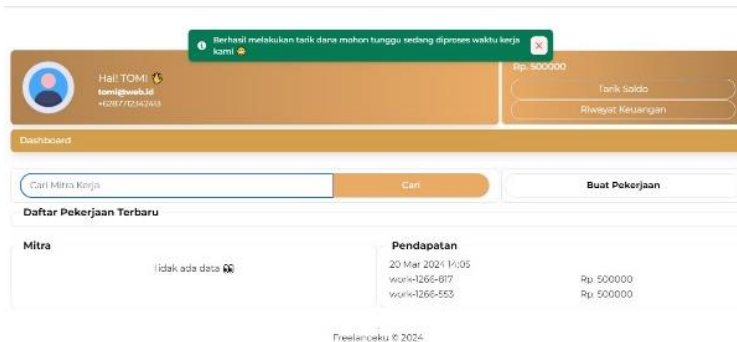 Berhasil melakukan tarik dana mohon tunggu sedang diproses waktu kerja
kami
Hai! TOMI
tomi@web.id
Rp. 500000
Tarik Saldo
Riwayat Keuangan
Dashboard
Cari Mitra Kerja
Cari
Buat Pekerjaan
Daftar Pekerjaan Terbaru
Mitra
Tidak ada data
Pendapatan
20 Mar 2024 14:05
work-1266-817 Rp. 500000
work-1266-553 Rp. 500000
Freelanceku © 2024